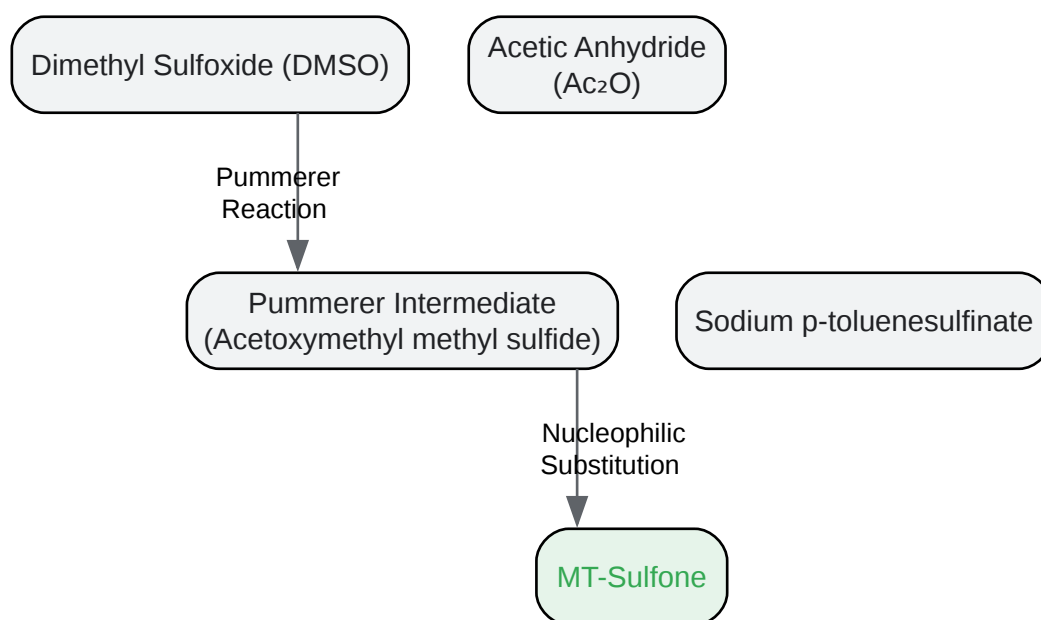 Dimethyl Sulfoxide (DMSO)
Acetic Anhydride
(Ac₂O)
Pummerer
Reaction
Pummerer Intermediate
(Acetoxymethyl methyl sulfide)
Sodium p-toluenesulfinate
Nucleophilic
Substitution
MT-Sulfone